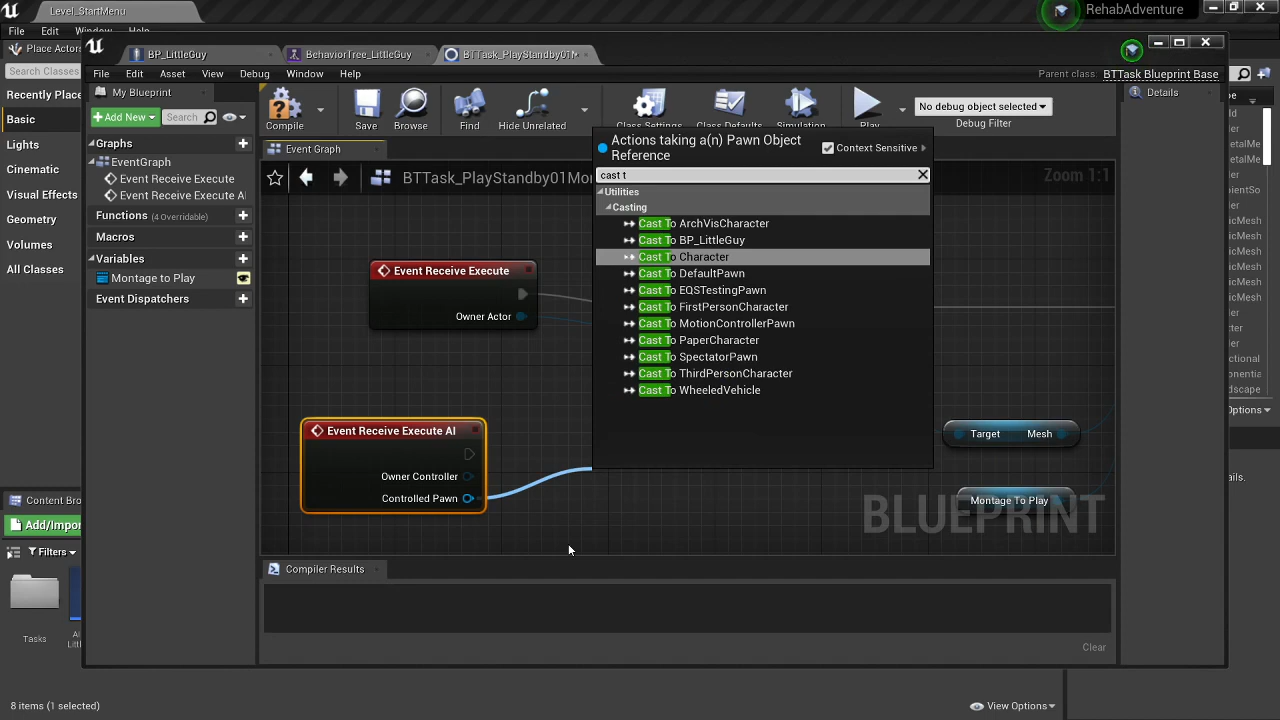 Level_StartMenu
RehabAdventure
File Edit
Place Actors
Search Classes
Recently Place
Basic
Lights
Cinematic
Visual Effects
Geometry
Volumes
All Classes
BP_LittleGuy
BehaviorTree_LittleGuy
BTTask_PlayStandby01M
File Edit Asset View Debug Window Help
Parent class: BTTask Blueprint Base
My Blueprint
Add New
Search
Compile
Save
Browse
Find
Hide Unrelated
Class Settings
Class Defaults
Simulation
Play
No debug object selected
Debug Filter
Details
Graphs
EventGraph
Event Receive Execute
Event Receive Execute AI
Functions (4 Overridable)
Macros
Variables
Montage to Play
Event Dispatchers
Event Graph
BTTask_PlayStandby01Mo
Zoom 1:1
Event Receive Execute
Owner Actor
Event Receive Execute AI
Owner Controller
Controlled Pawn
Actions taking a(n) Pawn Object
Reference
Context Sensitive
cast t
Utilities
Casting
Cast To ArchVisCharacter
Cast To BP_LittleGuy
Cast To Character
Cast To DefaultPawn
Cast To EQSTestingPawn
Cast To FirstPersonCharacter
Cast To MotionControllerPawn
Cast To PaperCharacter
Cast To SpectatorPawn
Cast To ThirdPersonCharacter
Cast To WheeledVehicle
Target Mesh
Montage To Play
BLUEPRINT
Compiler Results
Clear
Content Bro
Add/Impor
Filters
Tasks
AI
Littl
8 items (1 selected)
View Options